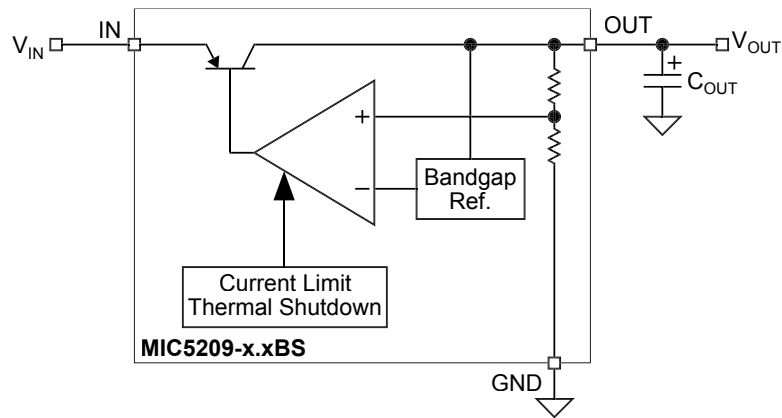 IN
OUT
V_IN
V_OUT
+
C_OUT
+
−
Bandgap
Ref.
Current Limit
Thermal Shutdown
MIC5209-x.xBS
GND